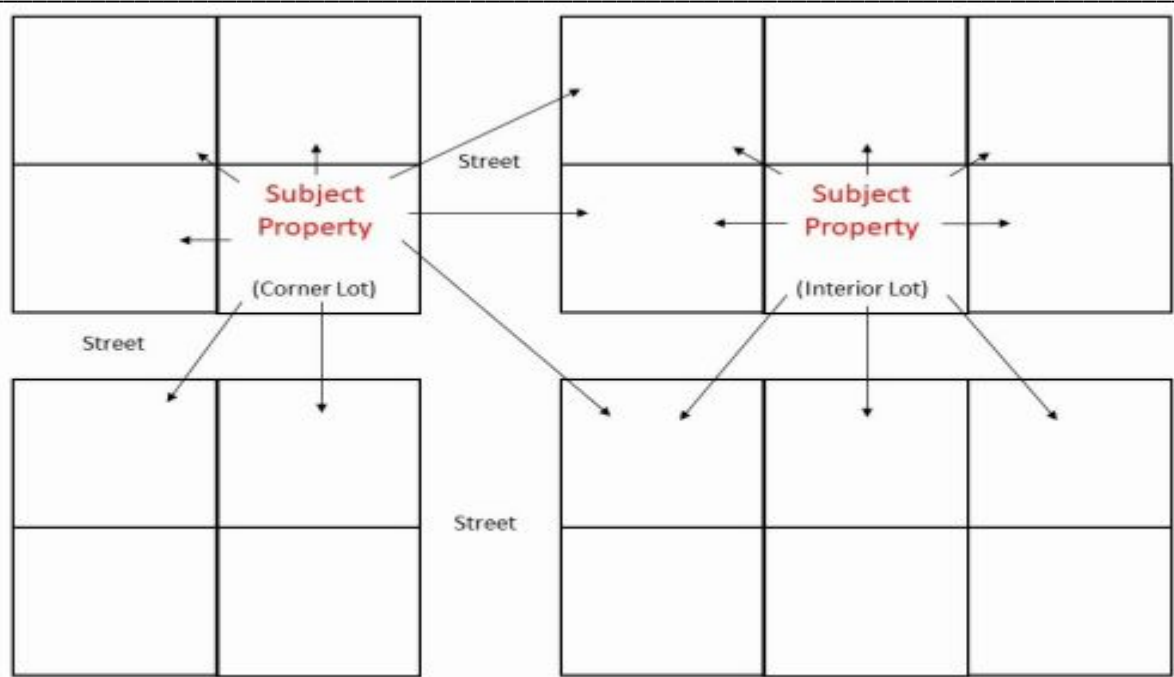 Street
Subject
Property
(Corner Lot)
Subject
Property
(Interior Lot)
Street
Street